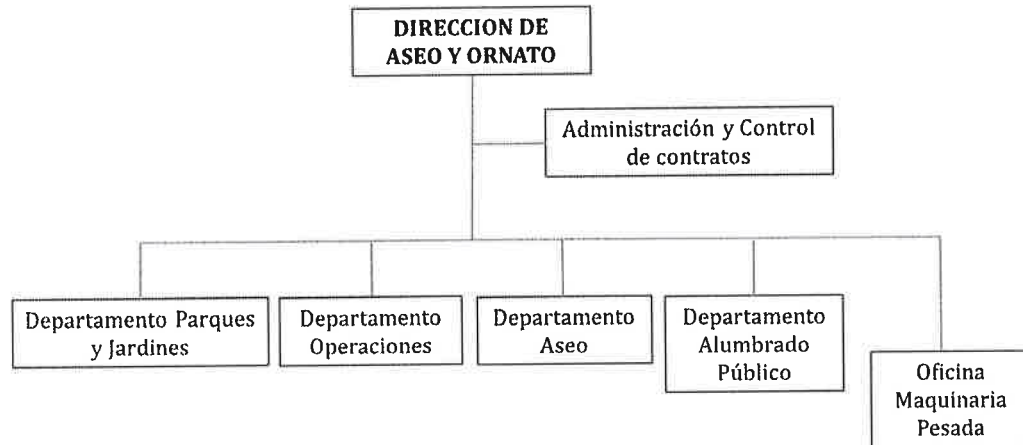 DIRECCION DE
ASEO Y ORNATO
Administración y Control
de contratos
Departamento Parques
y Jardines
Departamento
Operaciones
Departamento
Aseo
Departamento
Alumbrado
Público
Oficina
Maquinaria
Pesada